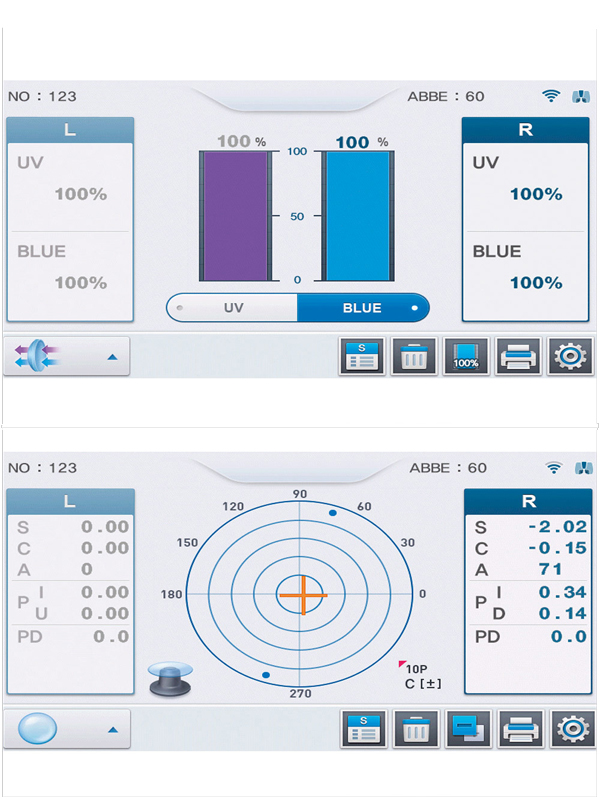 NO : 123
ABBE : 60
L
UV
100%
BLUE
100%
100 %
100 %
100
50
0
UV
BLUE
R
UV
100%
BLUE
100%
S
100%
NO : 123
ABBE : 60
L
S 0.00
C 0.00
A 0
P I 0.00
U 0.00
PD 0.0
90
120
60
150
30
180
0
270
10P
C [±]
R
S -2.02
C -0.15
A 71
P I 0.34
D 0.14
PD 0.0
S